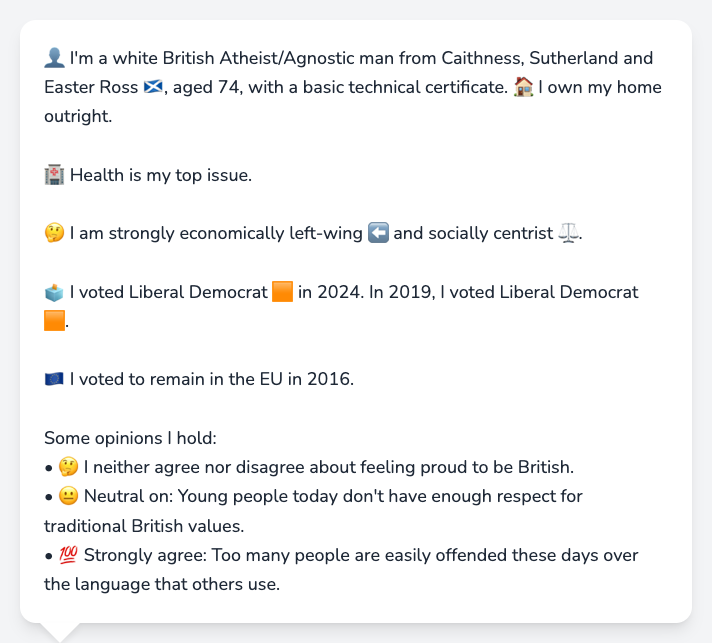 👤 I'm a white British Atheist/Agnostic man from Caithness, Sutherland and
Easter Ross 🏴󠁧󠁢󠁳󠁣󠁴󠁿, aged 74, with a basic technical certificate. 🏠 I own my home
outright.
🏥 Health is my top issue.
🤔 I am strongly economically left-wing ⬅️ and socially centrist ⚖️.
🗳️ I voted Liberal Democrat 🟧 in 2024. In 2019, I voted Liberal Democrat
🟧.
🇪🇺 I voted to remain in the EU in 2016.
Some opinions I hold:
• 🤔 I neither agree nor disagree about feeling proud to be British.
• 😐 Neutral on: Young people today don't have enough respect for
traditional British values.
• 💯 Strongly agree: Too many people are easily offended these days over
the language that others use.